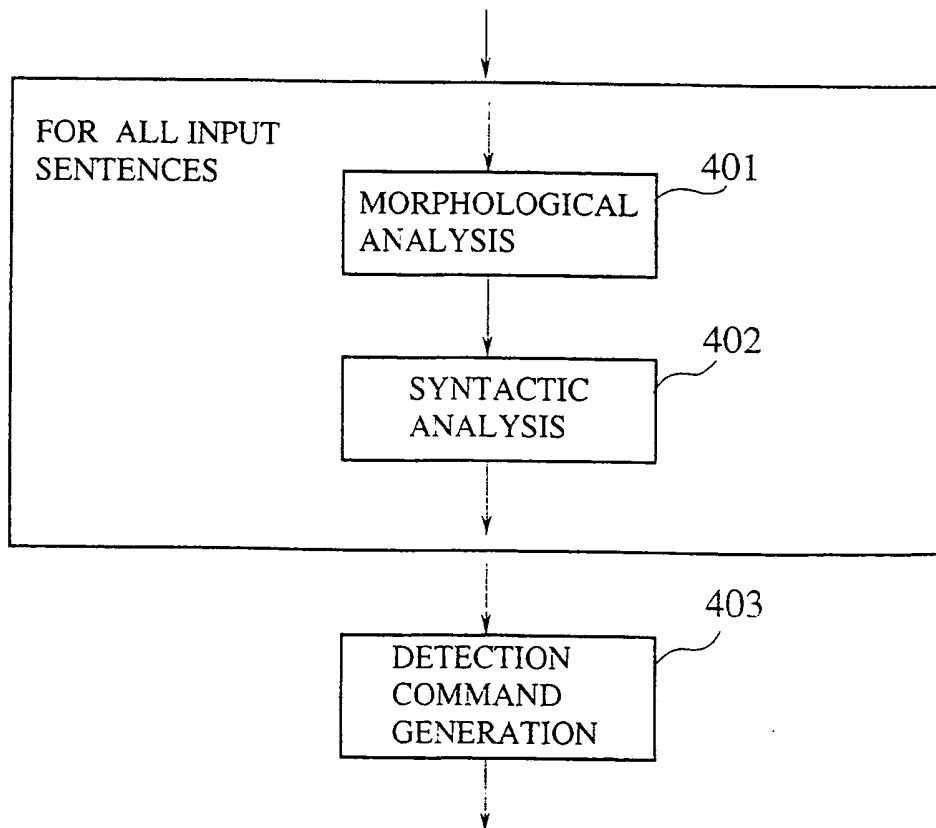 FOR ALL INPUT
SENTENCES
401
MORPHOLOGICAL
ANALYSIS
402
SYNTACTIC
ANALYSIS
403
DETECTION
COMMAND
GENERATION